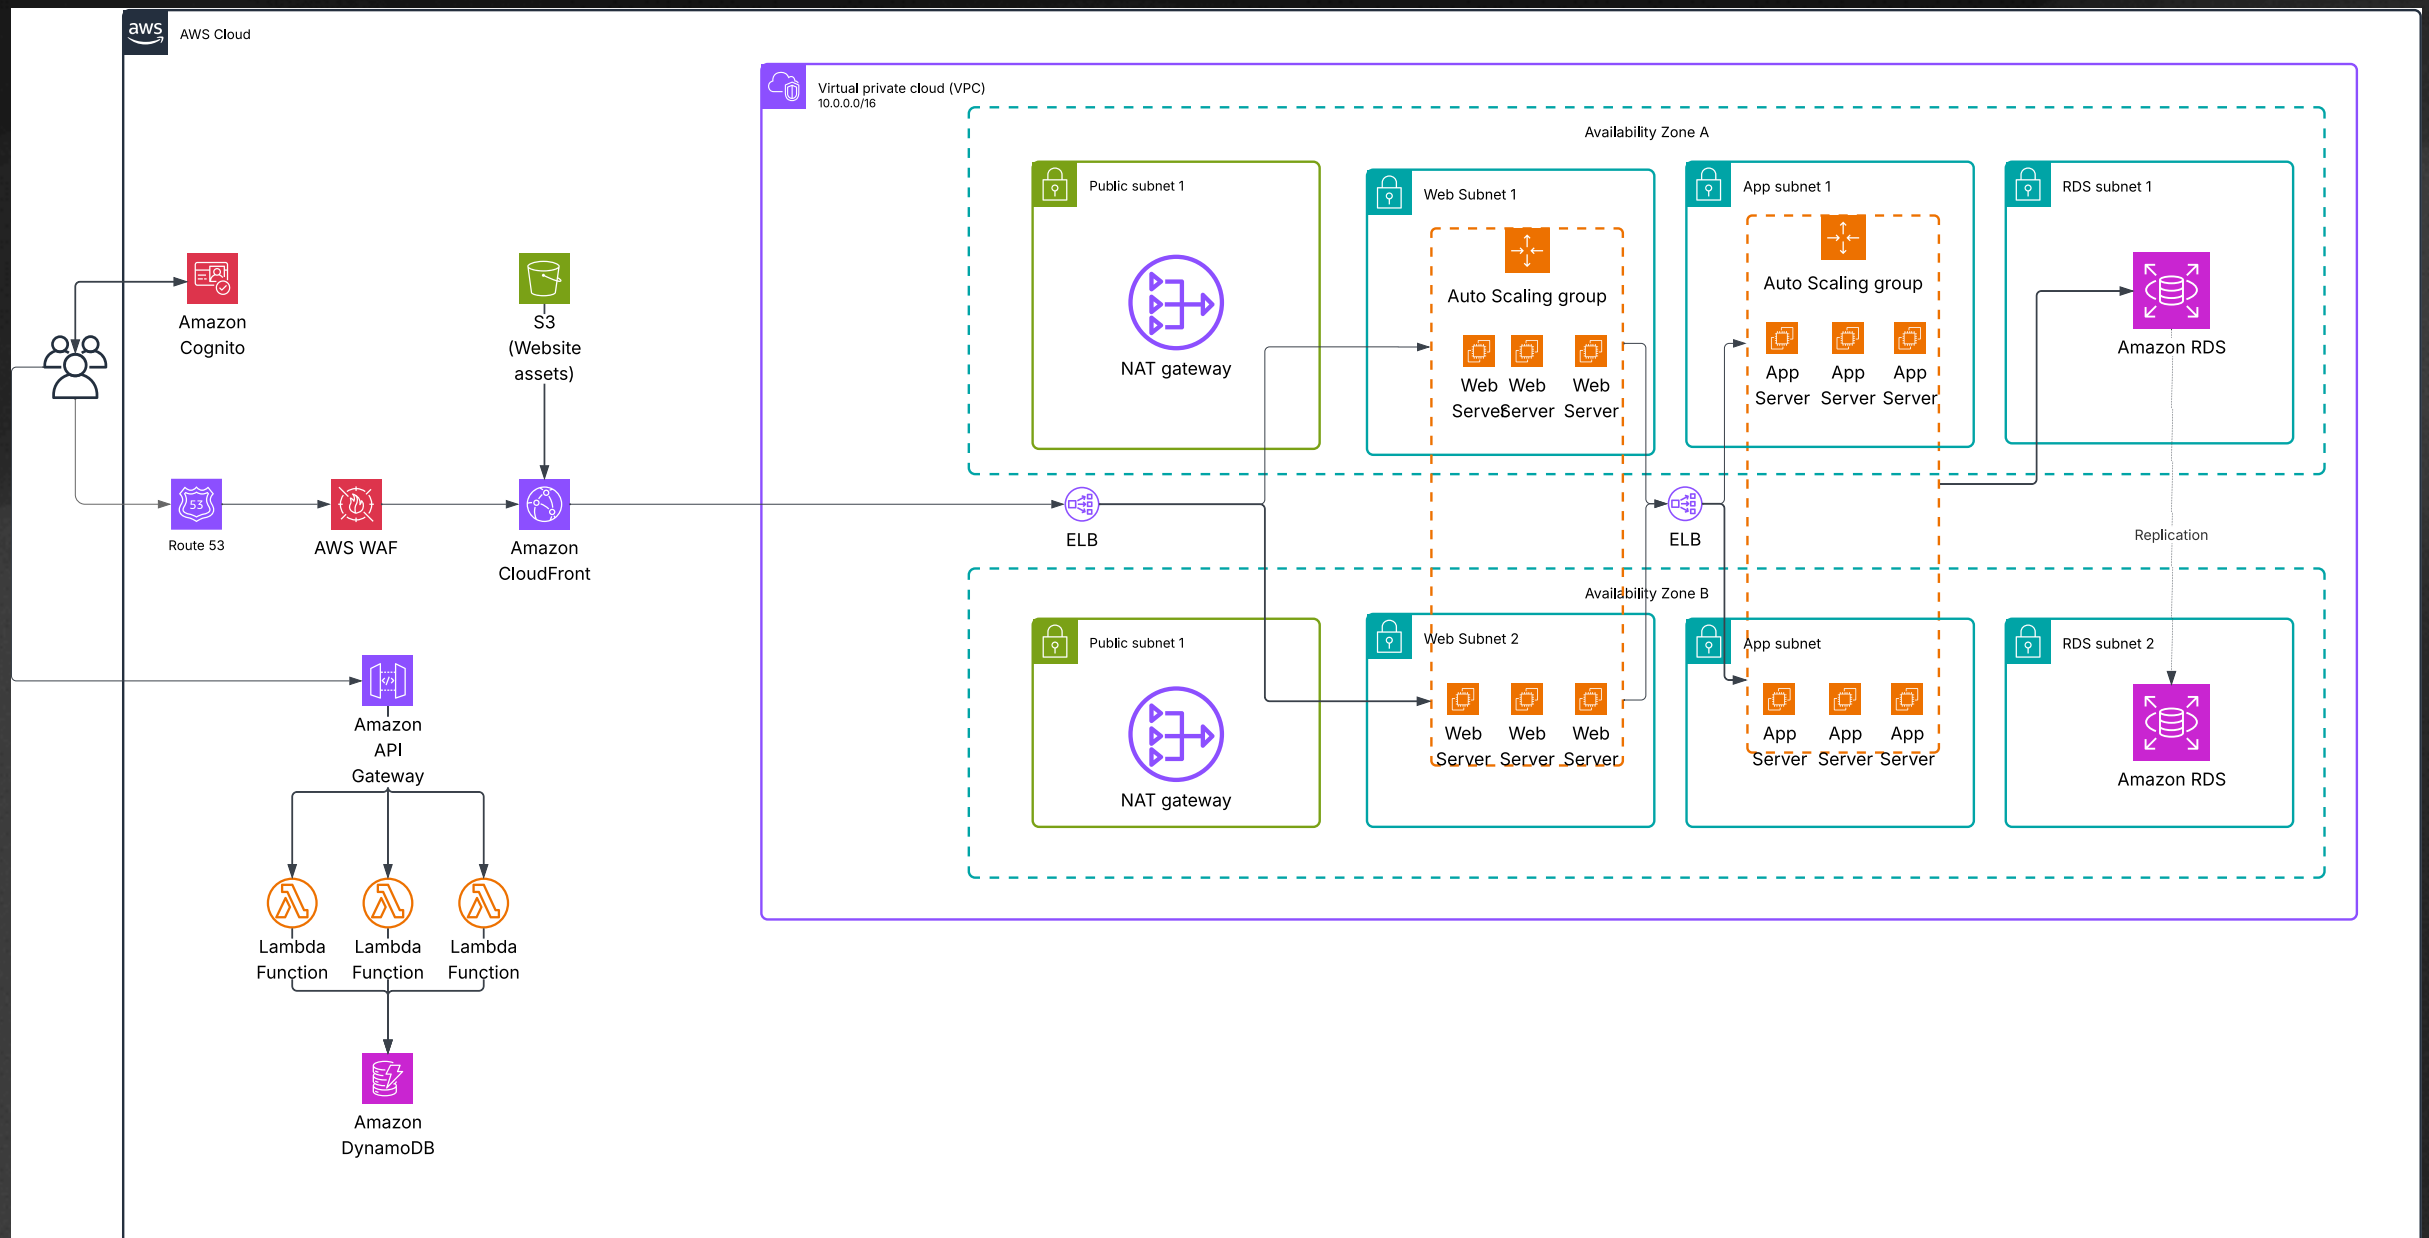 aws
AWS Cloud
Virtual private cloud (VPC)
10.0.0.0/16
Availability Zone A
Public subnet 1
NAT gateway
Web Subnet 1
Auto Scaling group
Web
Server
Web
Server
Web
Server
App subnet 1
Auto Scaling group
App
Server
App
Server
App
Server
RDS subnet 1
Amazon RDS
Amazon
Cognito
S3
(Website
assets)
53
Route 53
AWS WAF
Amazon
CloudFront
ELB
ELB
Replication
Availability Zone B
Public subnet 1
NAT gateway
Web Subnet 2
Web
Server
Web
Server
Web
Server
App subnet
App
Server
App
Server
App
Server
RDS subnet 2
Amazon RDS
</>
Amazon
API
Gateway
Lambda
Function
Lambda
Function
Lambda
Function
Amazon
DynamoDB